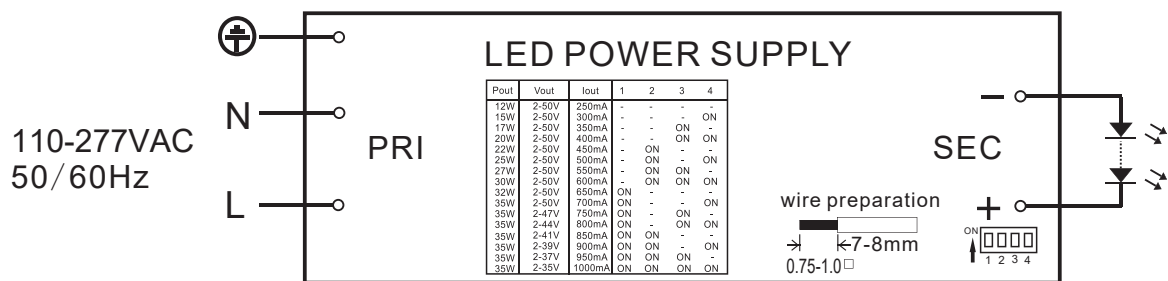 LED POWER SUPPLY
110-277VAC
50/60Hz
N
L
PRI
Pout Vout Iout 1 2 3 4
12W 2-50V 250mA - - - -
15W 2-50V 300mA - - - ON
17W 2-50V 350mA - - ON -
20W 2-50V 400mA - - ON ON
22W 2-50V 450mA - ON - -
25W 2-50V 500mA - ON - ON
27W 2-50V 550mA - ON ON -
30W 2-50V 600mA - ON ON ON
32W 2-50V 650mA ON - - -
35W 2-50V 700mA ON - - ON
35W 2-47V 750mA ON - ON -
35W 2-44V 800mA ON - ON ON
35W 2-41V 850mA ON ON - -
35W 2-39V 900mA ON ON - ON
35W 2-37V 950mA ON ON ON -
35W 2-35V 1000mA ON ON ON ON
wire preparation
7-8mm
0.75-1.0□
-
SEC
+
ON
1 2 3 4